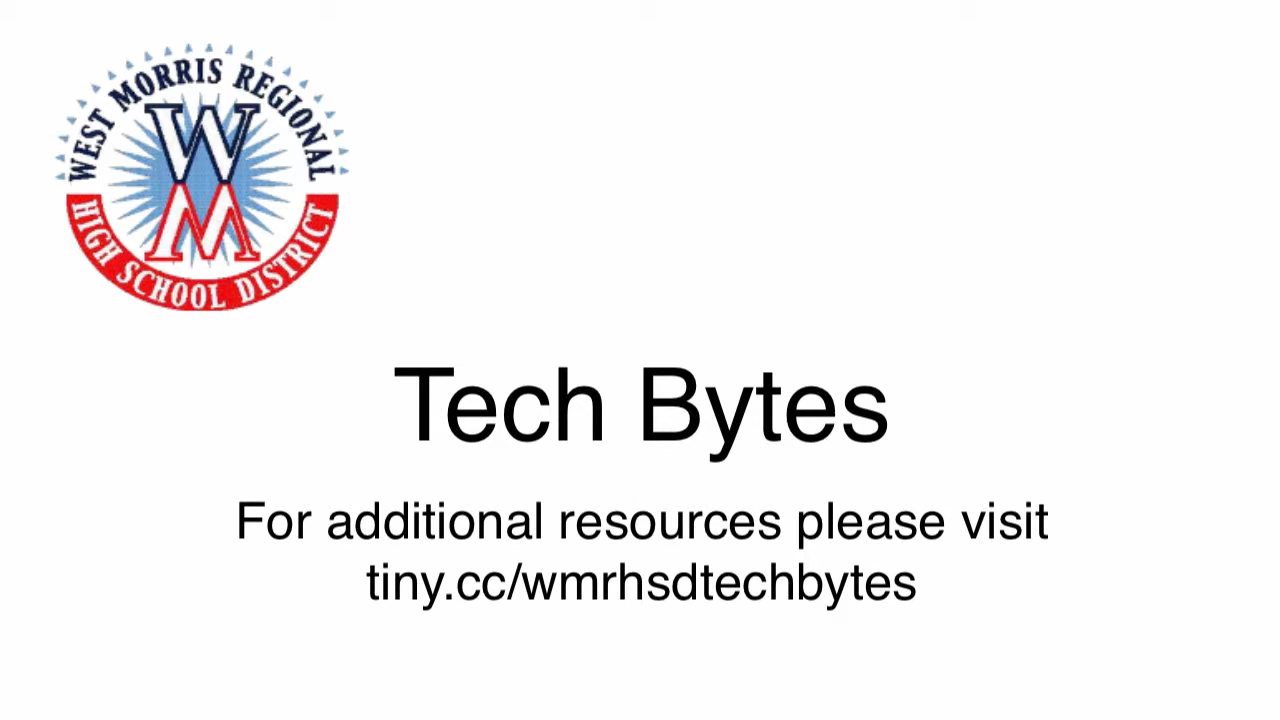 WEST MORRIS REGIONAL
WM
HIGH SCHOOL DISTRICT
Tech Bytes
For additional resources please visit
tiny.cc/wmrhsdtechbytes